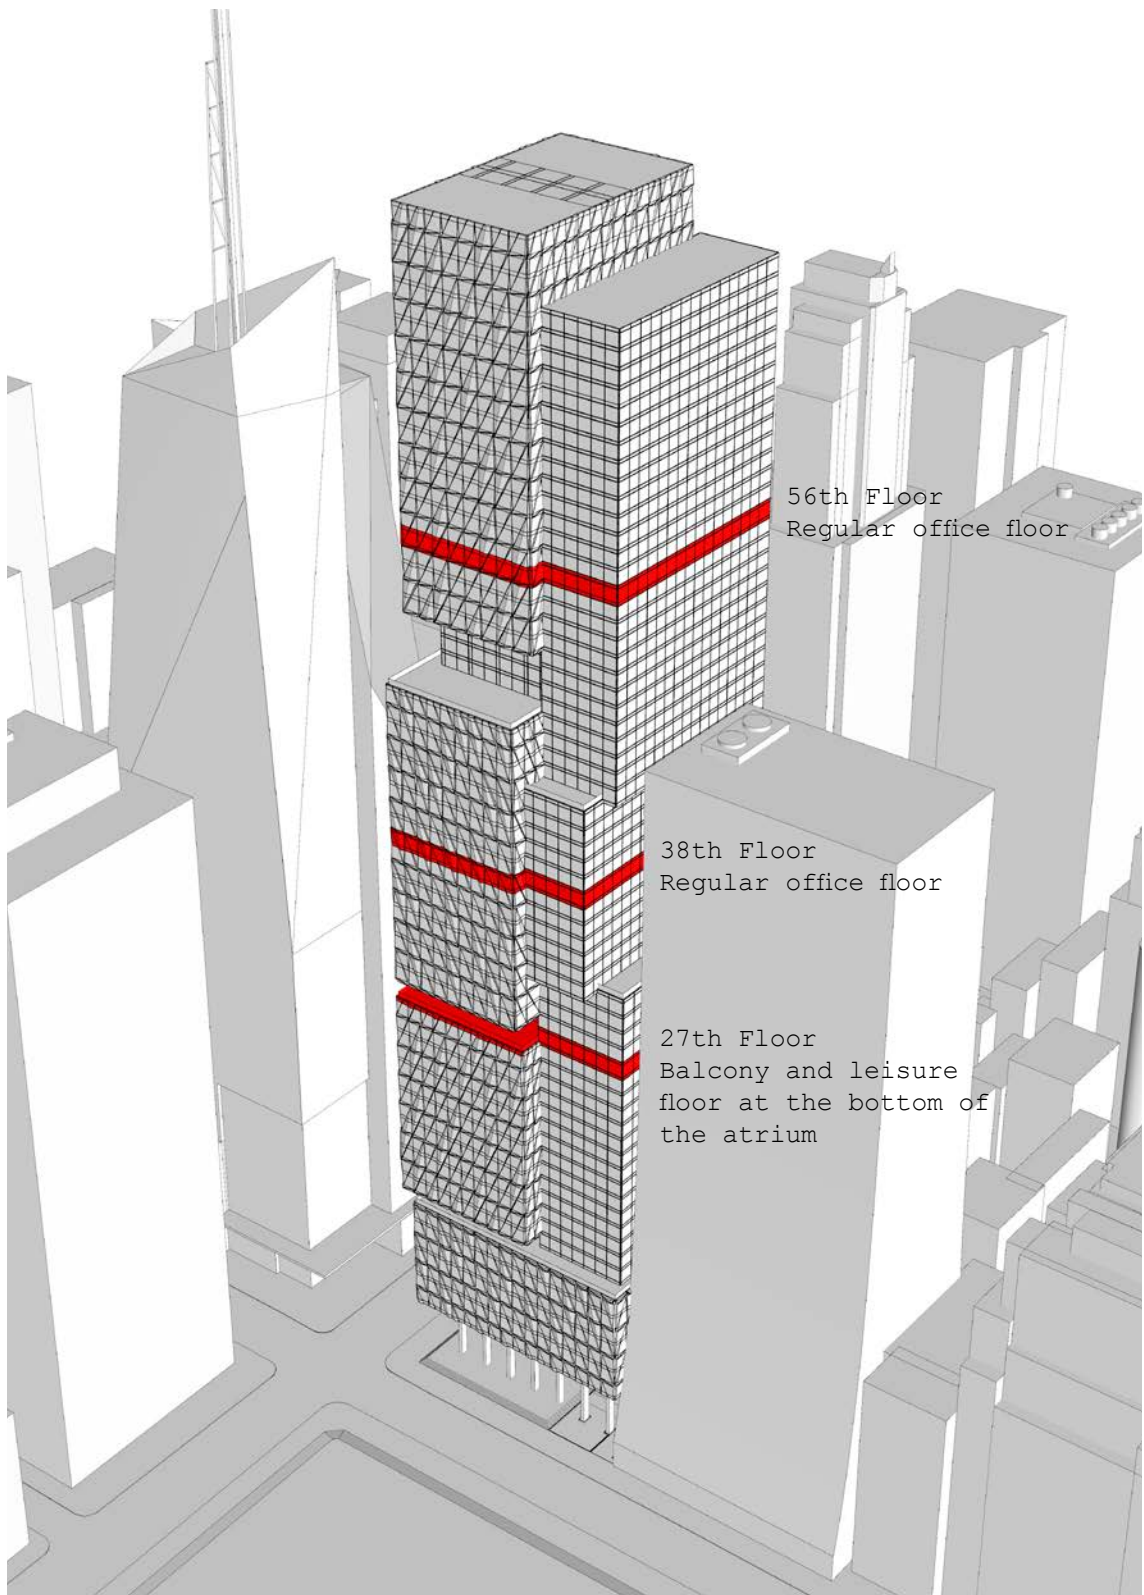 56th Floor
Regular office floor
38th Floor
Regular office floor
27th Floor
Balcony and leisure
floor at the bottom of
the atrium